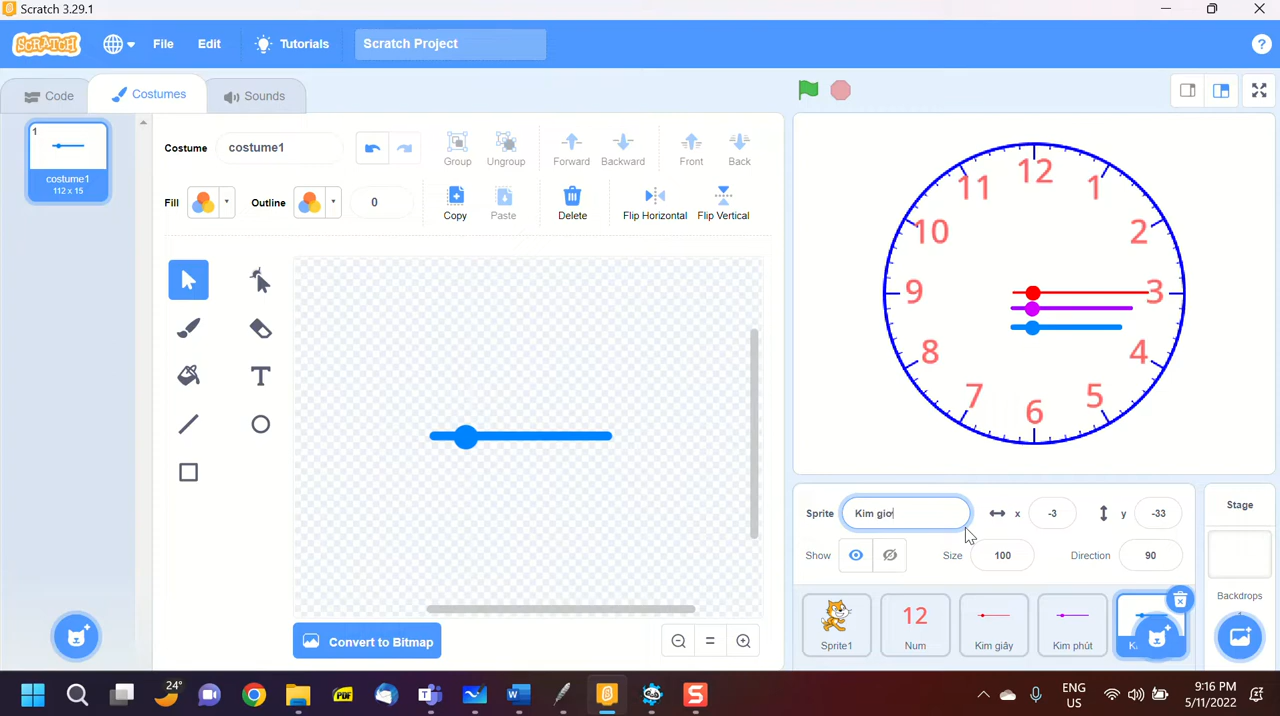 Scratch 3.29.1
SCRATCH File Edit Tutorials Scratch Project ?
Code Costumes Sounds
1
costume1
112 x 15
Costume costume1 Group Ungroup Forward Backward Front Back
Fill Outline 0 Copy Paste Delete Flip Horizontal Flip Vertical
T
Convert to Bitmap
12
11 1
10 2
9 3
8 4
7 5
6
Sprite Kim giơ x -3 y -33
Show Size 100 Direction 90
Stage
Backdrops
1
12
Sprite1 Num Kim giây Kim phút
24°
PDF
ENG
US
9:16 PM
5/11/2022